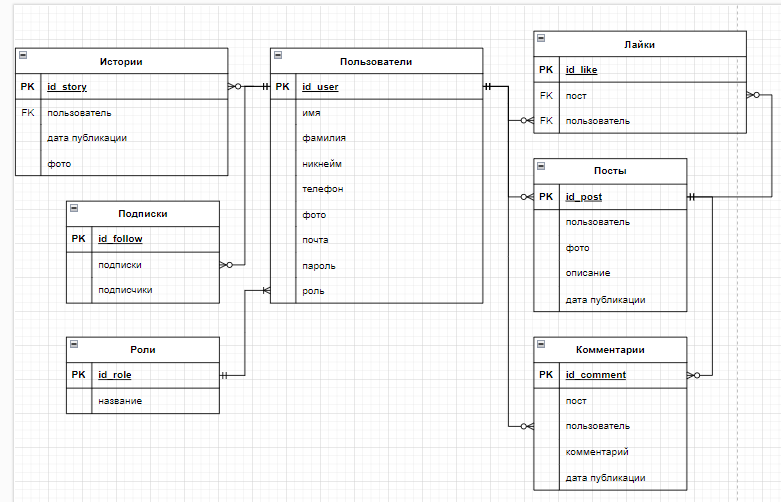 Истории
PK id_story
FK пользователь
дата публикации
фото
Подписки
PK id_follow
подписки
подписчики
Роли
PK id_role
название
Пользователи
PK id_user
имя
фамилия
никнейм
телефон
фото
почта
пароль
роль
Лайки
PK id_like
FK пост
FK пользователь
Посты
PK id_post
пользователь
фото
описание
дата публикации
Комментарии
PK id_comment
пост
пользователь
комментарий
дата публикации